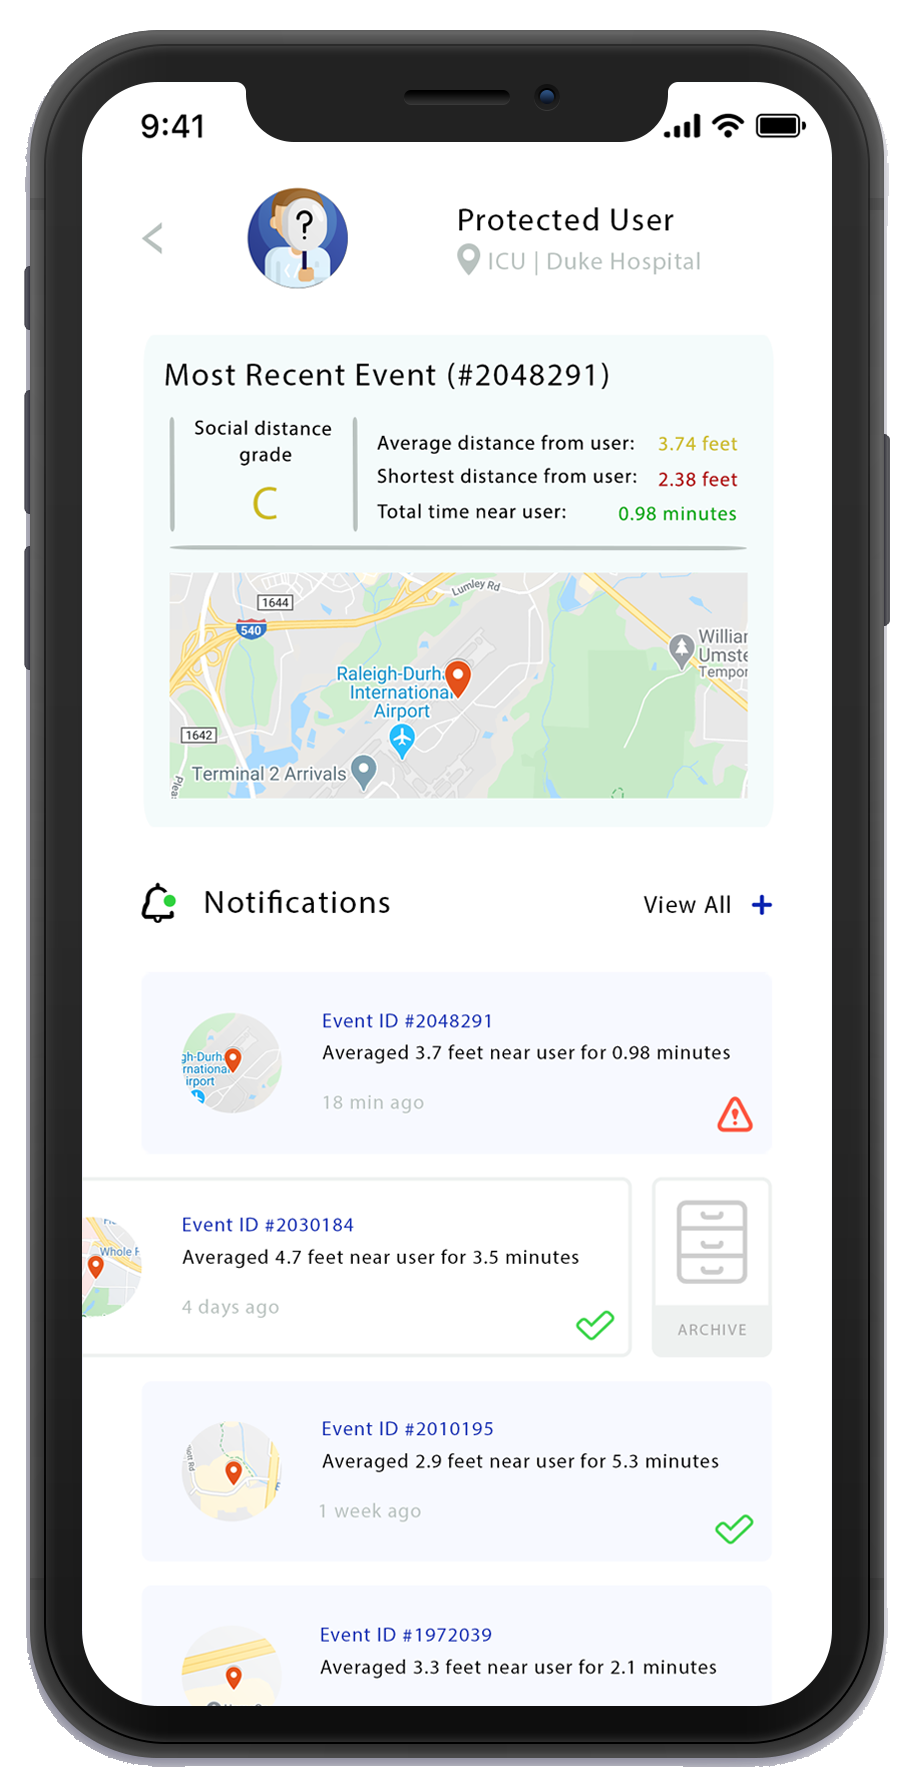 9:41
?
Protected User
ICU | Duke Hospital
Most Recent Event (#2048291)
Social distance
grade
C
Average distance from user: 3.74 feet
Shortest distance from user: 2.38 feet
Total time near user: 0.98 minutes
Lumley Rd
1644
540
Willian
Umste
Tempor
Raleigh-Durh
International
Airport
1642
Terminal 2 Arrivals
Pleas
Notifications
View All +
Event ID #2048291
Averaged 3.7 feet near user for 0.98 minutes
18 min ago
gh-Durh
rnational
irport
Event ID #2030184
Averaged 4.7 feet near user for 3.5 minutes
4 days ago
Whole F
ARCHIVE
Event ID #2010195
Averaged 2.9 feet near user for 5.3 minutes
1 week ago
Event ID #1972039
Averaged 3.3 feet near user for 2.1 minutes